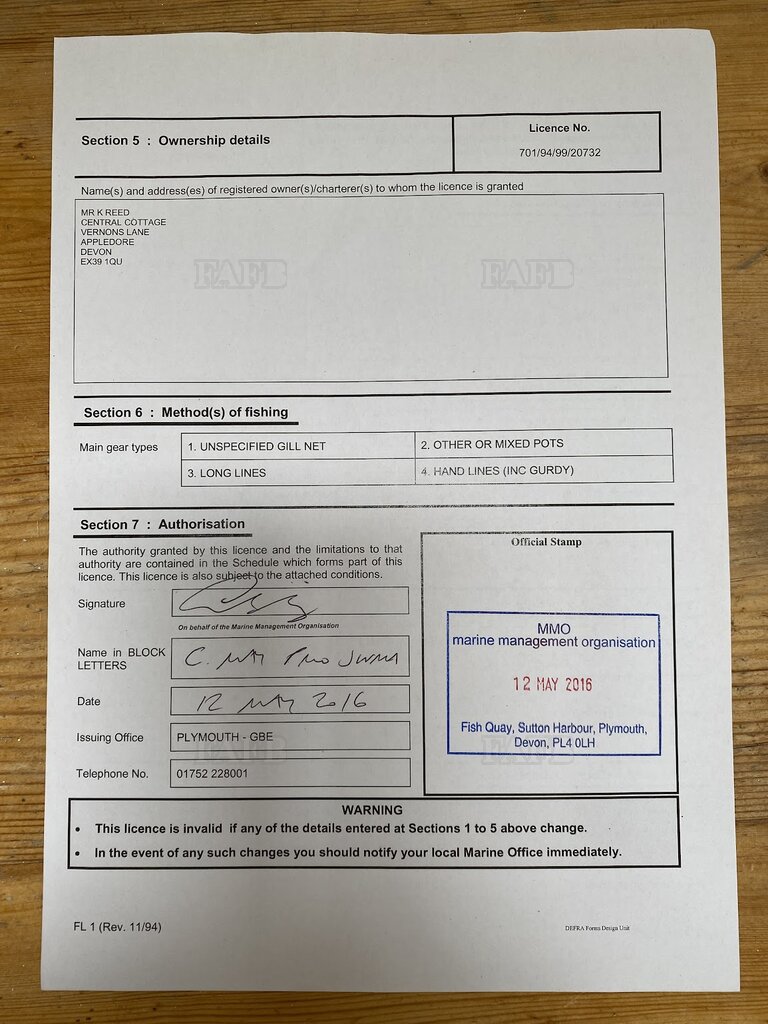 Section 5 : Ownership details
Licence No.
701/94/99/20732
Name(s) and address(es) of registered owner(s)/charterer(s) to whom the licence is granted
MR K REED
CENTRAL COTTAGE
VERNONS LANE
APPLEDORE
DEVON
EX39 1QU
FAFB FAFB
Section 6 : Method(s) of fishing
Main gear types
1. UNSPECIFIED GILL NET
2. OTHER OR MIXED POTS
3. LONG LINES
4. HAND LINES (INC GURDY)
Section 7 : Authorisation
The authority granted by this licence and the limitations to that
authority are contained in the Schedule which forms part of this
licence. This licence is also subject to the attached conditions.
Signature
On behalf of the Marine Management Organisation
Name in BLOCK
LETTERS
C. MAY
Date
12 MAY 2016
Issuing Office
PLYMOUTH - GBE
Telephone No.
01752 228001
Official Stamp
MMO
marine management organisation
12 MAY 2016
Fish Quay, Sutton Harbour, Plymouth,
Devon, PL4 0LH
WARNING
• This licence is invalid if any of the details entered at Sections 1 to 5 above change.
• In the event of any such changes you should notify your local Marine Office immediately.
FL 1 (Rev. 11/94)
DEFRA Forms Design Unit